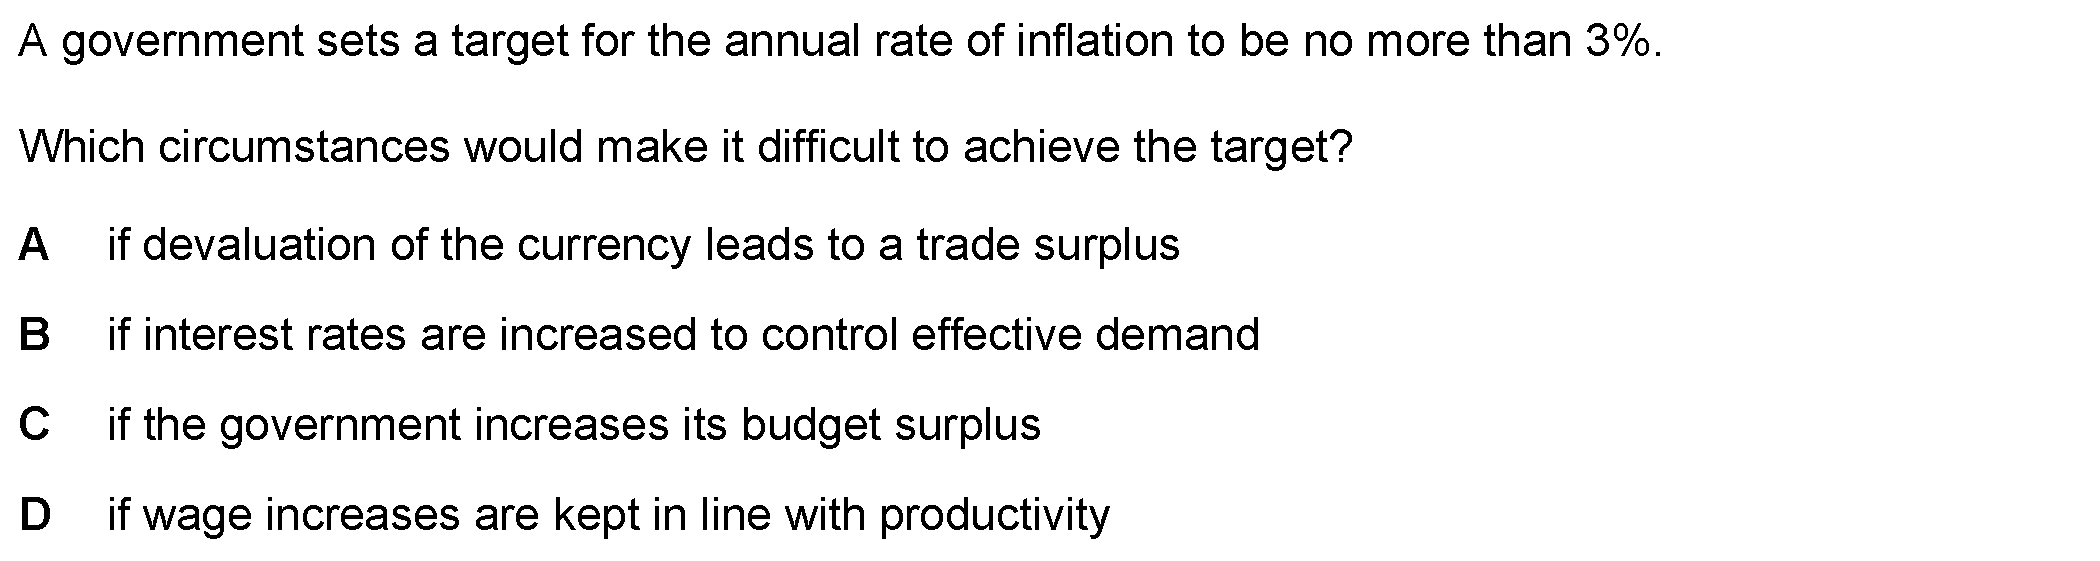 A government sets a target for the annual rate of inflation to be no more than 3%.
Which circumstances would make it difficult to achieve the target?
A if devaluation of the currency leads to a trade surplus
B if interest rates are increased to control effective demand
C if the government increases its budget surplus
D if wage increases are kept in line with productivity